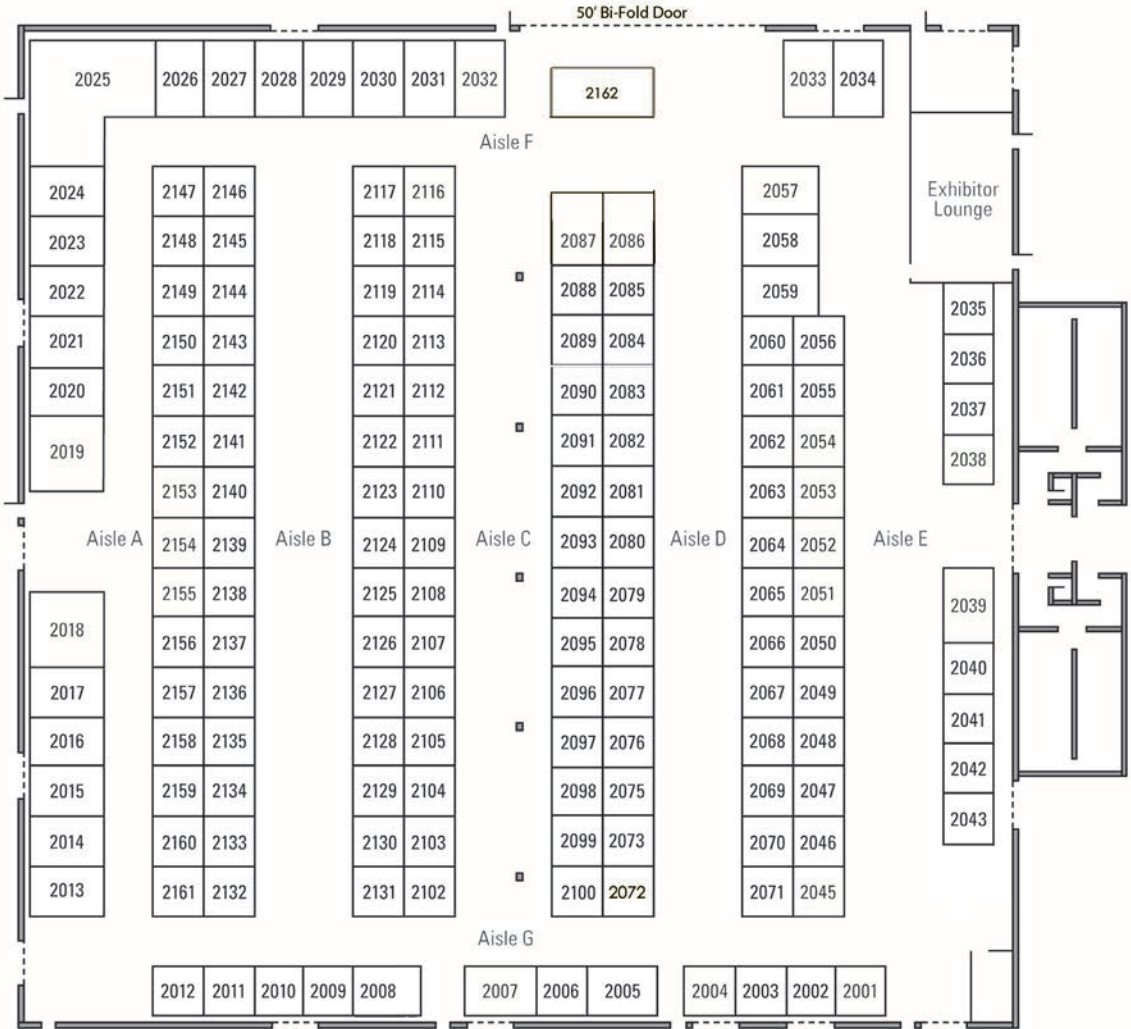 50' Bi-Fold Door
2025 2026 2027 2028 2029 2030 2031 2032 2033 2034
2162
Aisle F
2024 2147 2146 2117 2116 2057 Exhibitor
Lounge
2023 2148 2145 2118 2115 2087 2086 2058
2022 2149 2144 2119 2114 2088 2085 2059 2035
2021 2150 2143 2120 2113 2089 2084 2060 2056 2036
2020 2151 2142 2121 2112 2090 2083 2061 2055 2037
2019 2152 2141 2122 2111 2091 2082 2062 2054 2038
2153 2140 2123 2110 2092 2081 2063 2053
Aisle A 2154 2139 Aisle B 2124 2109 Aisle C 2093 2080 Aisle D 2064 2052 Aisle E
2155 2138 2125 2108 2094 2079 2065 2051 2039
2018 2156 2137 2126 2107 2095 2078 2066 2050 2040
2017 2157 2136 2127 2106 2096 2077 2067 2049 2041
2016 2158 2135 2128 2105 2097 2076 2068 2048 2042
2015 2159 2134 2129 2104 2098 2075 2069 2047 2043
2014 2160 2133 2130 2103 2099 2073 2070 2046
2013 2161 2132 2131 2102 2100 2072 2071 2045
Aisle G
2012 2011 2010 2009 2008 2007 2006 2005 2004 2003 2002 2001